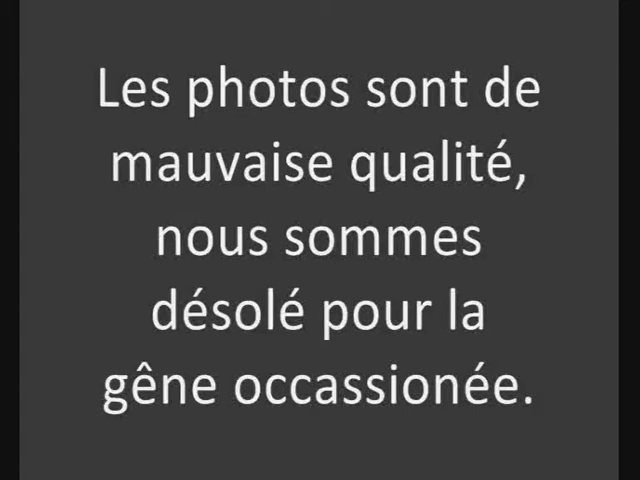 Les photos sont de
mauvaise qualité,
nous sommes
désolé pour la
gêne occassionée.